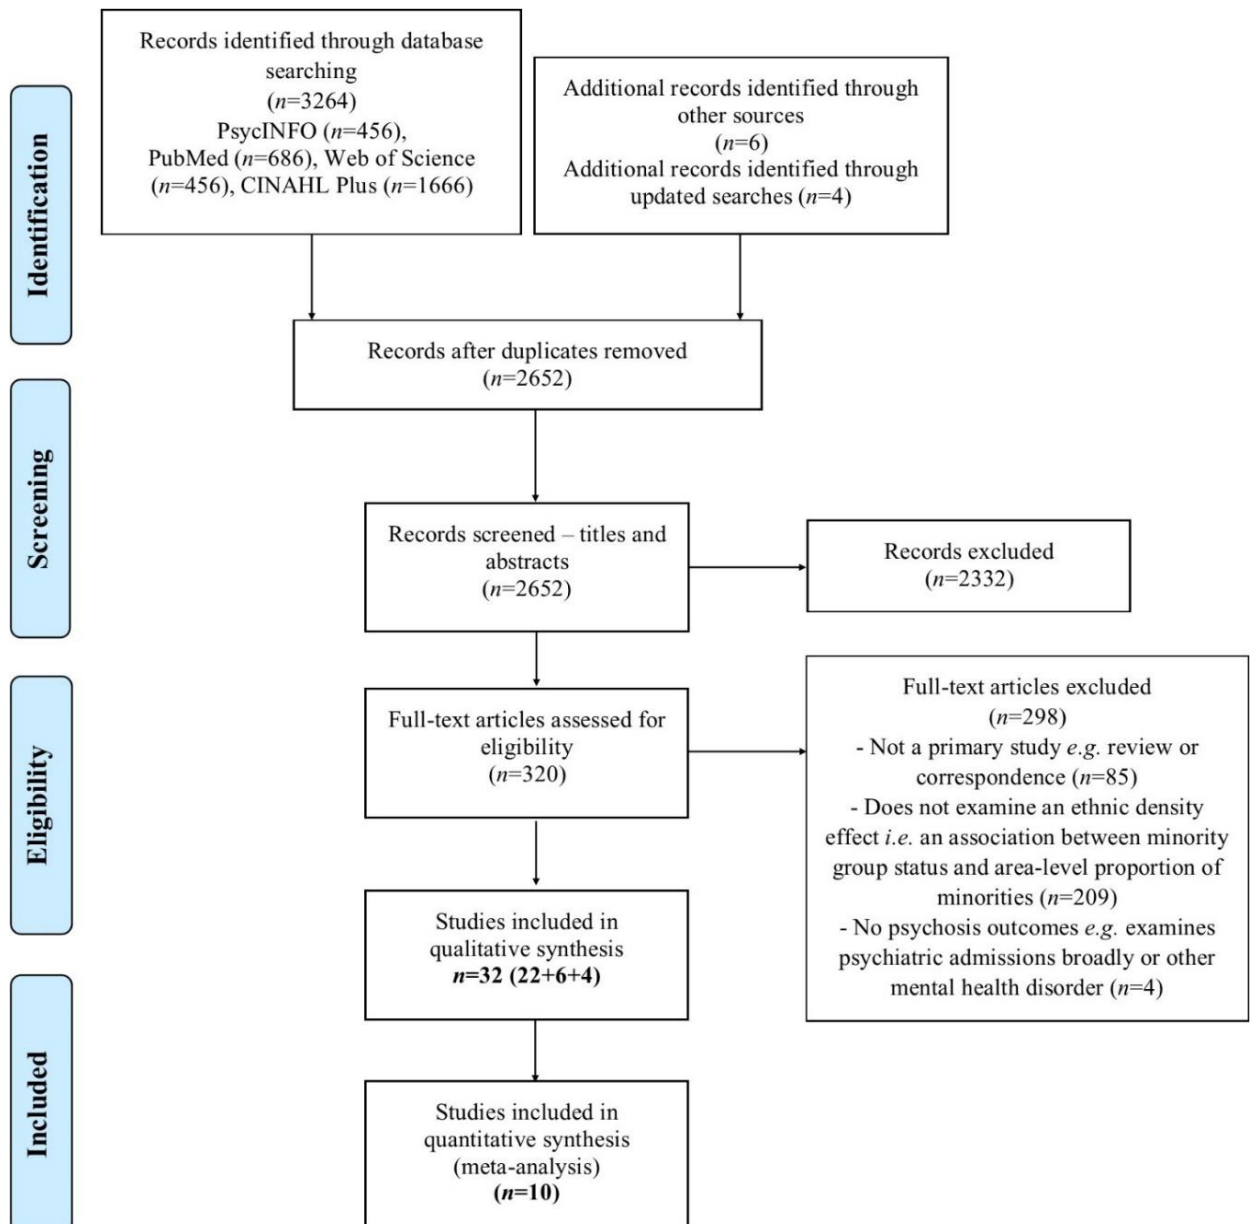 Records identified through database
searching
(n=3264)
PsycINFO (n=456),
PubMed (n=686), Web of Science
(n=456), CINAHL Plus (n=1666)
Additional records identified through
other sources
(n=6)
Additional records identified through
updated searches (n=4)
Identification
Records after duplicates removed
(n=2652)
Screening
Records screened – titles and
abstracts
(n=2652)
Records excluded
(n=2332)
Eligibility
Full-text articles assessed for
eligibility
(n=320)
Full-text articles excluded
(n=298)
- Not a primary study e.g. review or
correspondence (n=85)
- Does not examine an ethnic density
effect i.e. an association between minority
group status and area-level proportion of
minorities (n=209)
- No psychosis outcomes e.g. examines
psychiatric admissions broadly or other
mental health disorder (n=4)
Studies included in
qualitative synthesis
n=32 (22+6+4)
Included
Studies included in
quantitative synthesis
(meta-analysis)
(n=10)